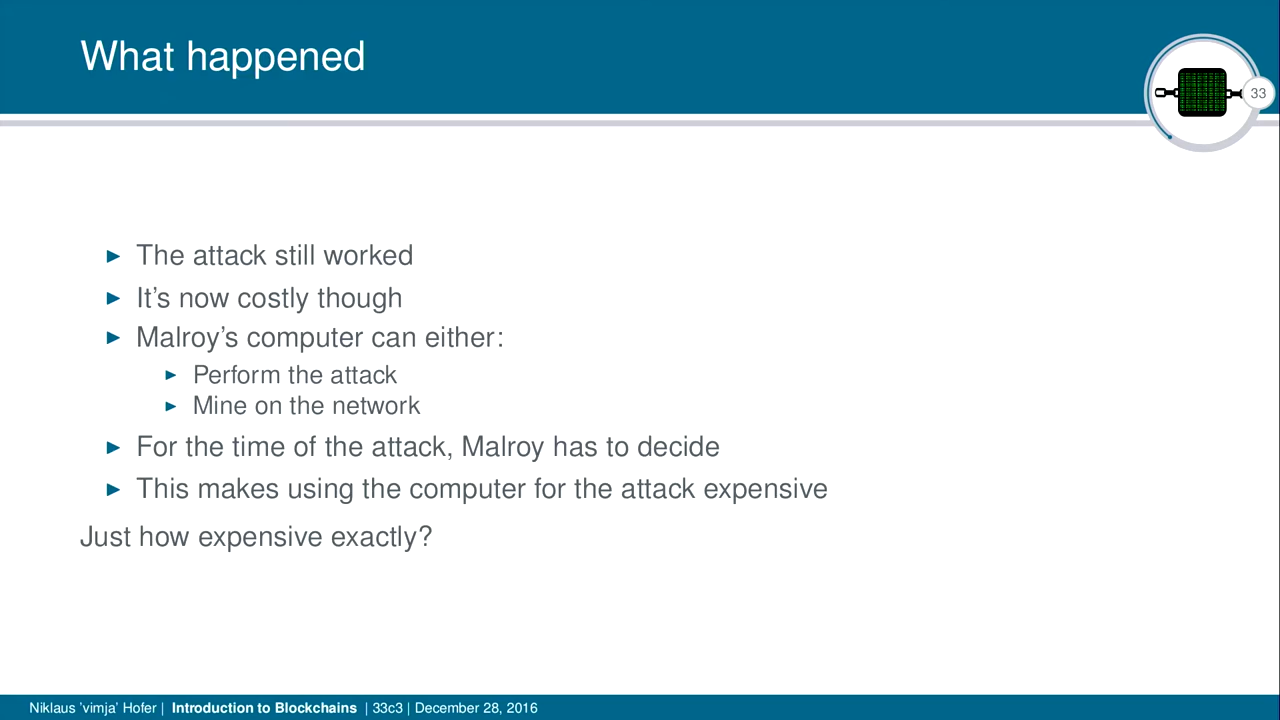 What happened
33
► The attack still worked
► It's now costly though
► Malroy's computer can either:
► Perform the attack
► Mine on the network
► For the time of the attack, Malroy has to decide
► This makes using the computer for the attack expensive
Just how expensive exactly?
Niklaus 'vimja' Hofer | Introduction to Blockchains | 33c3 | December 28, 2016